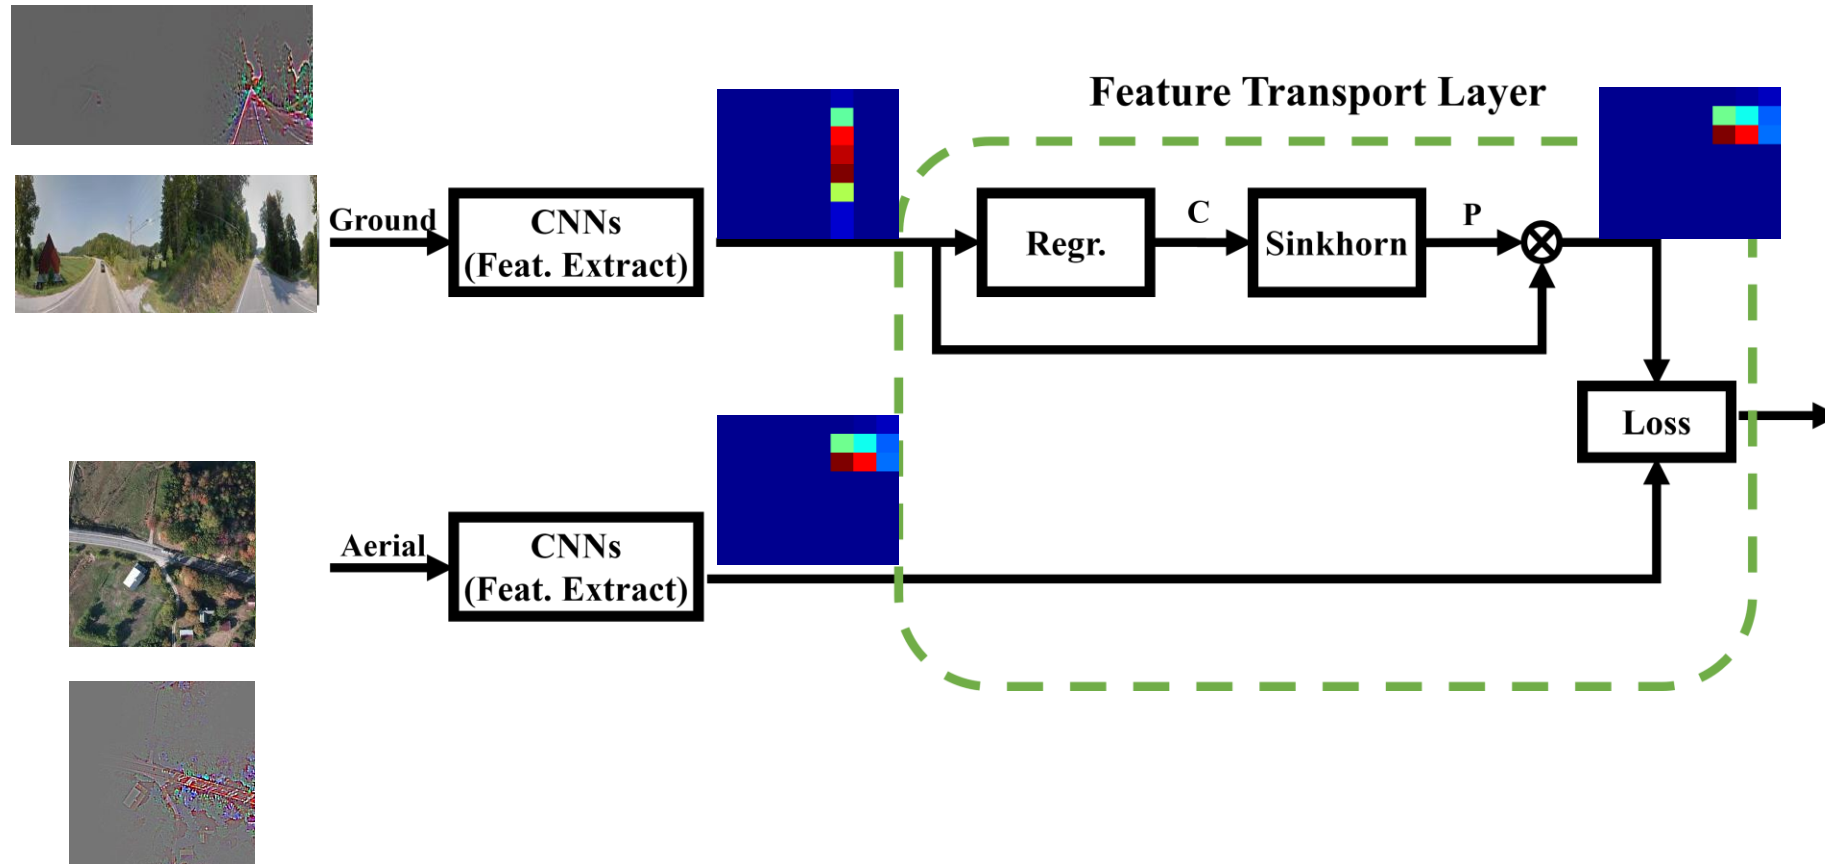 Feature Transport Layer
Ground
CNNs
(Feat. Extract)
Regr.
C
Sinkhorn
P
Loss
Aerial
CNNs
(Feat. Extract)